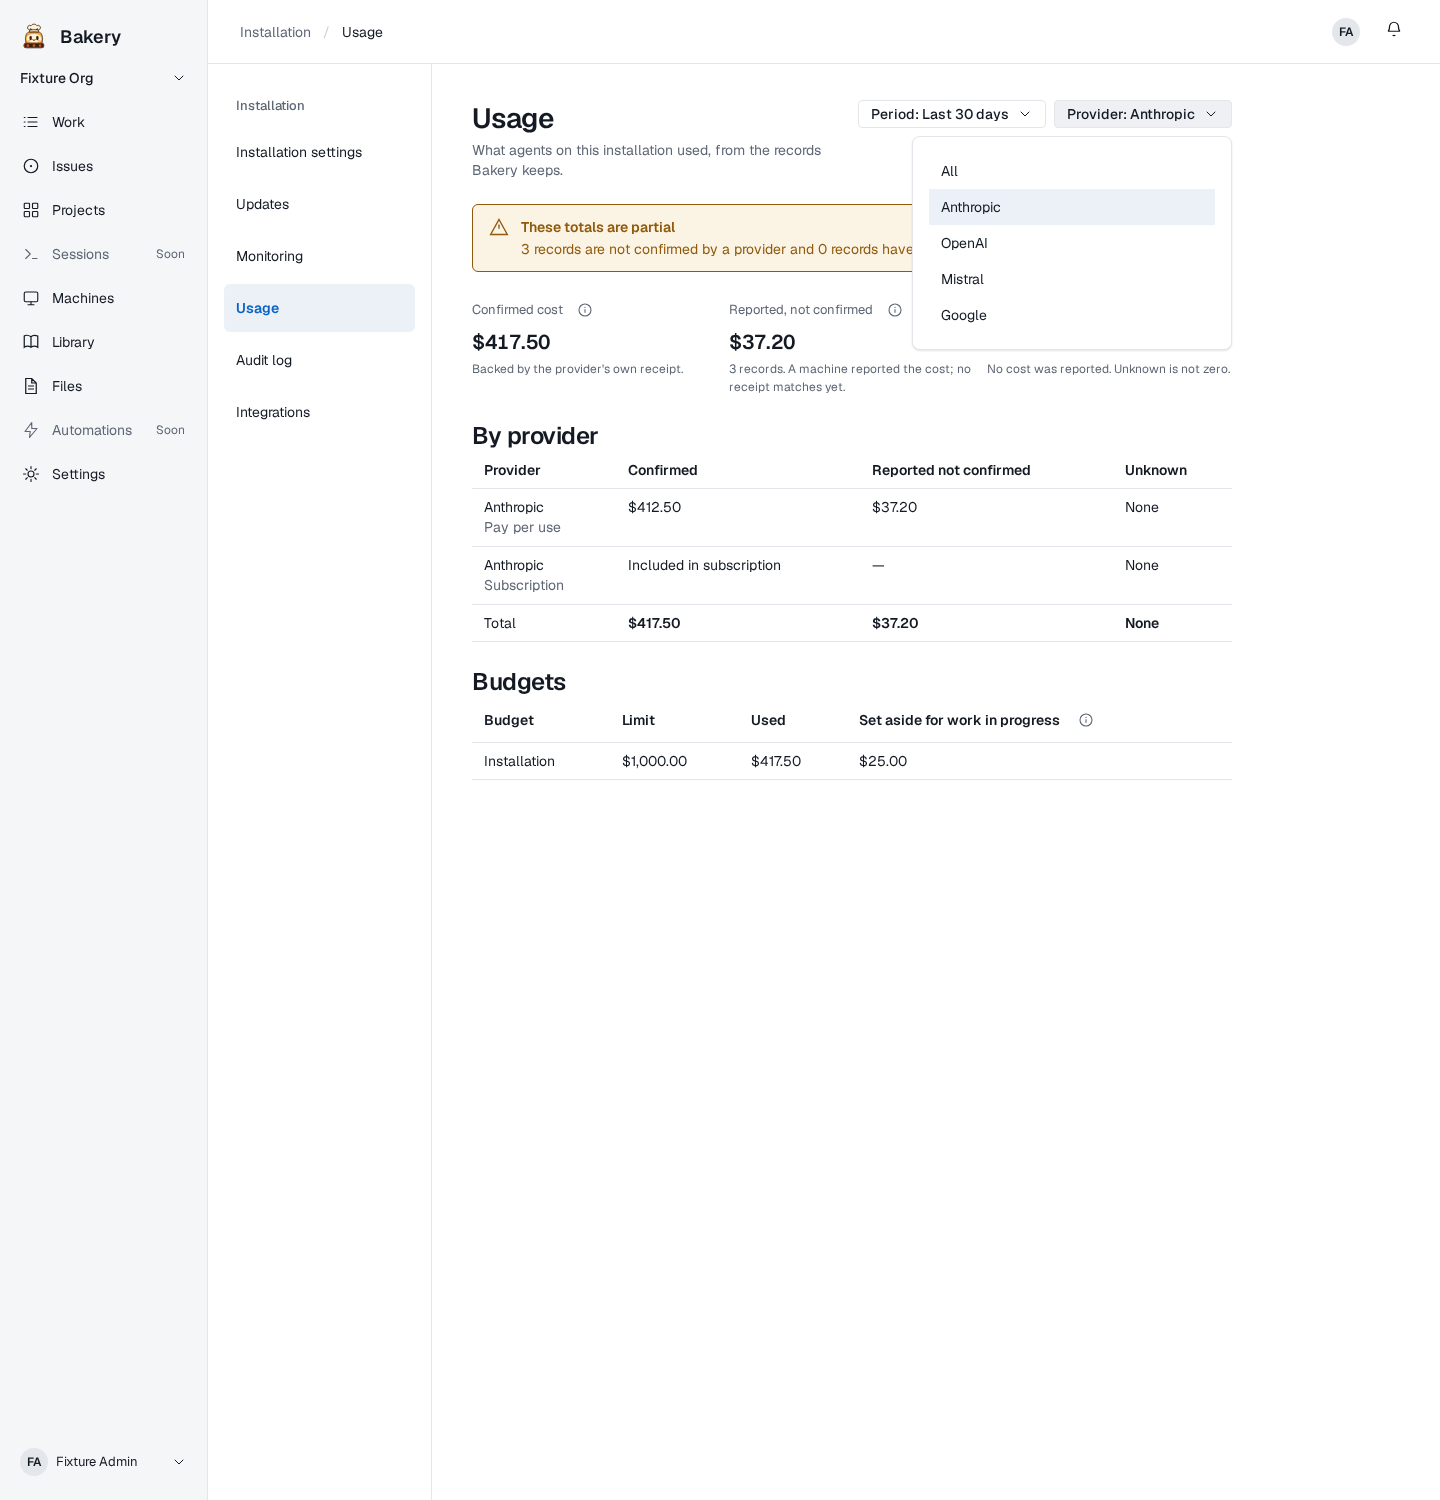 Bakery
Fixture Org
Work
Issues
Projects
Sessions Soon
Machines
Library
Files
Automations Soon
Settings
FA Fixture Admin
Installation / Usage
FA
Installation
Installation settings
Updates
Monitoring
Usage
Audit log
Integrations
Usage
What agents on this installation used, from the records
Bakery keeps.
Period: Last 30 days
Provider: Anthropic
All
Anthropic
OpenAI
Mistral
Google
These totals are partial
3 records are not confirmed by a provider and 0 records have
Confirmed cost
$417.50
Backed by the provider's own receipt.
Reported, not confirmed
$37.20
3 records. A machine reported the cost; no
receipt matches yet.
No cost was reported. Unknown is not zero.
By provider
Provider Confirmed Reported not confirmed Unknown
Anthropic $412.50 $37.20 None
Pay per use
Anthropic Included in subscription — None
Subscription
Total $417.50 $37.20 None
Budgets
Budget Limit Used Set aside for work in progress
Installation $1,000.00 $417.50 $25.00